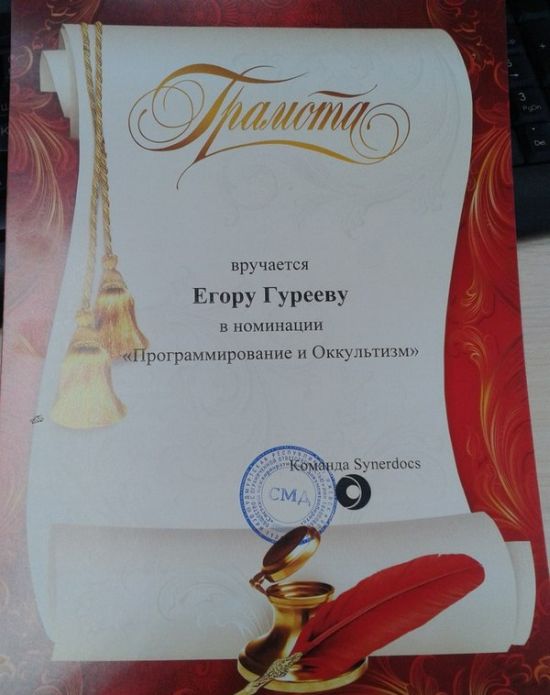 Грамота
вручается
Егору Гурееву
в номинации
«Программирование и Оккультизм»
Команда Synerdocs
СМД